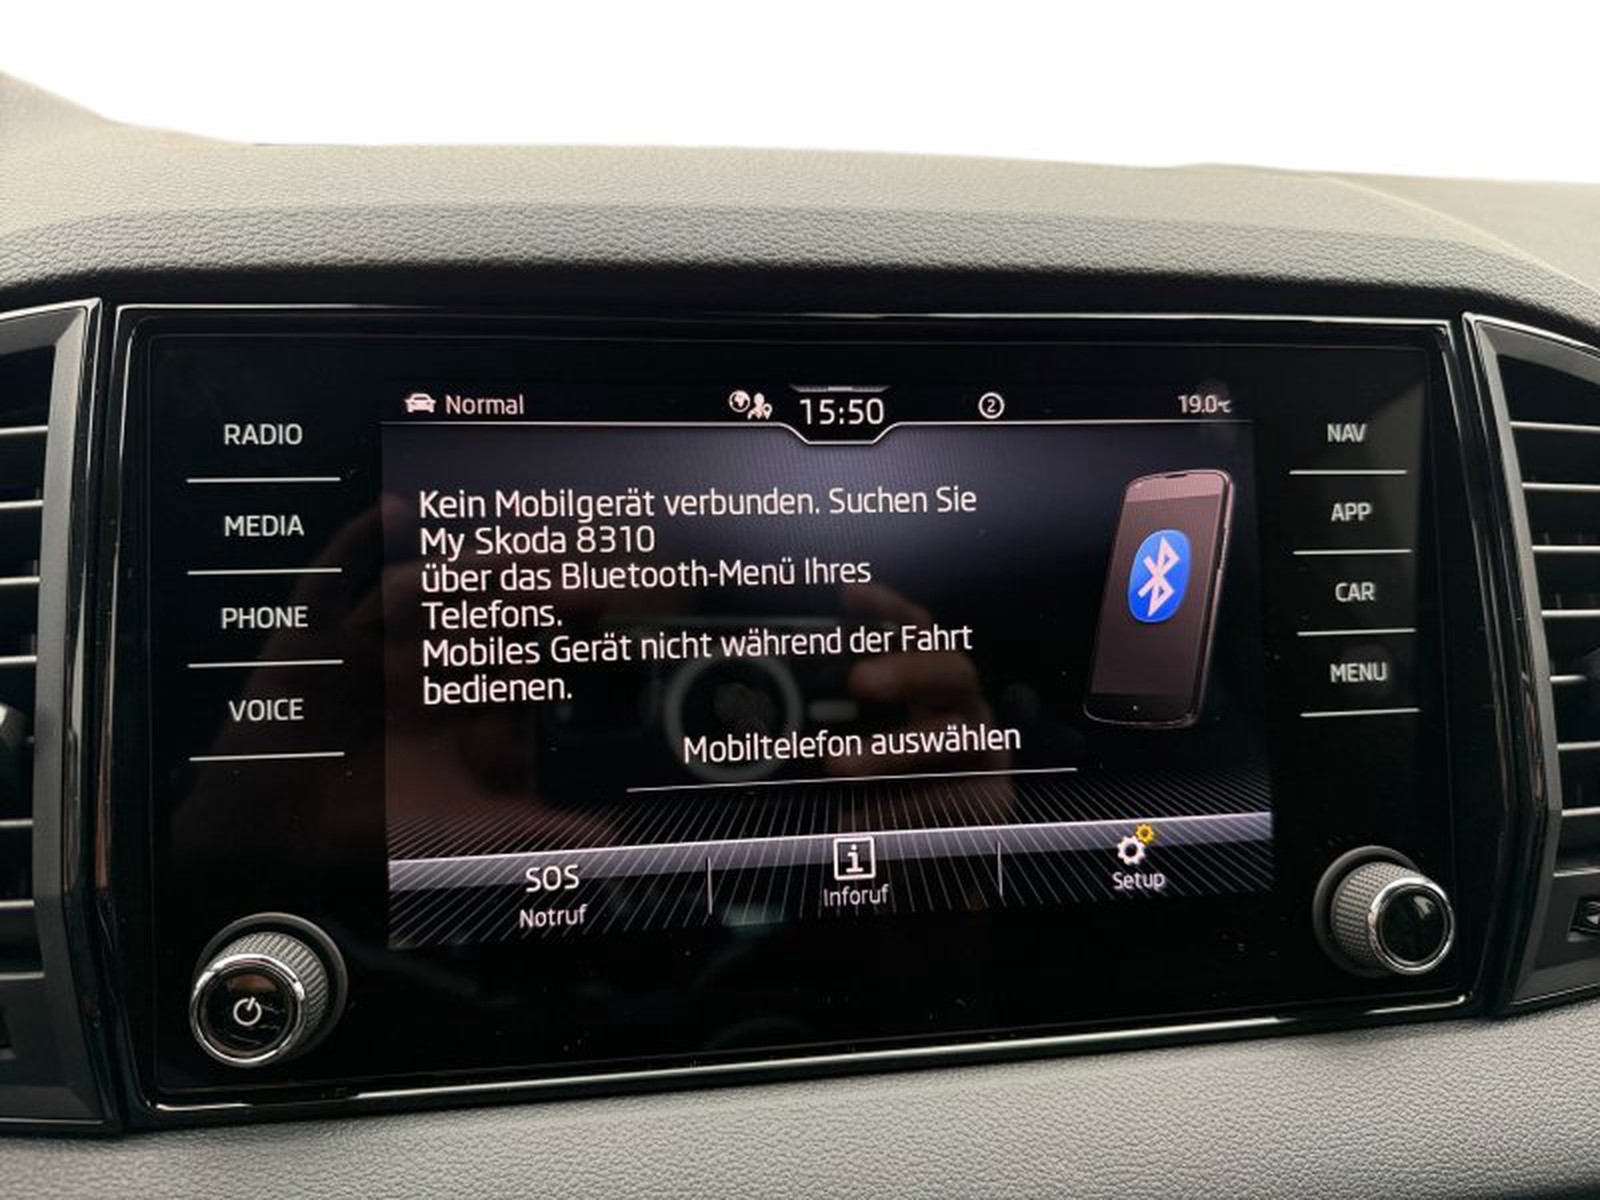 Normal
15:50
2
19.0°C
RADIO
MEDIA
PHONE
VOICE
Kein Mobilgerät verbunden. Suchen Sie
My Skoda 8310
über das Bluetooth-Menü Ihres
Telefons.
Mobiles Gerät nicht während der Fahrt
bedienen.
Mobiltelefon auswählen
SOS
Notruf
i
Inforuf
Setup
NAV
APP
CAR
MENU